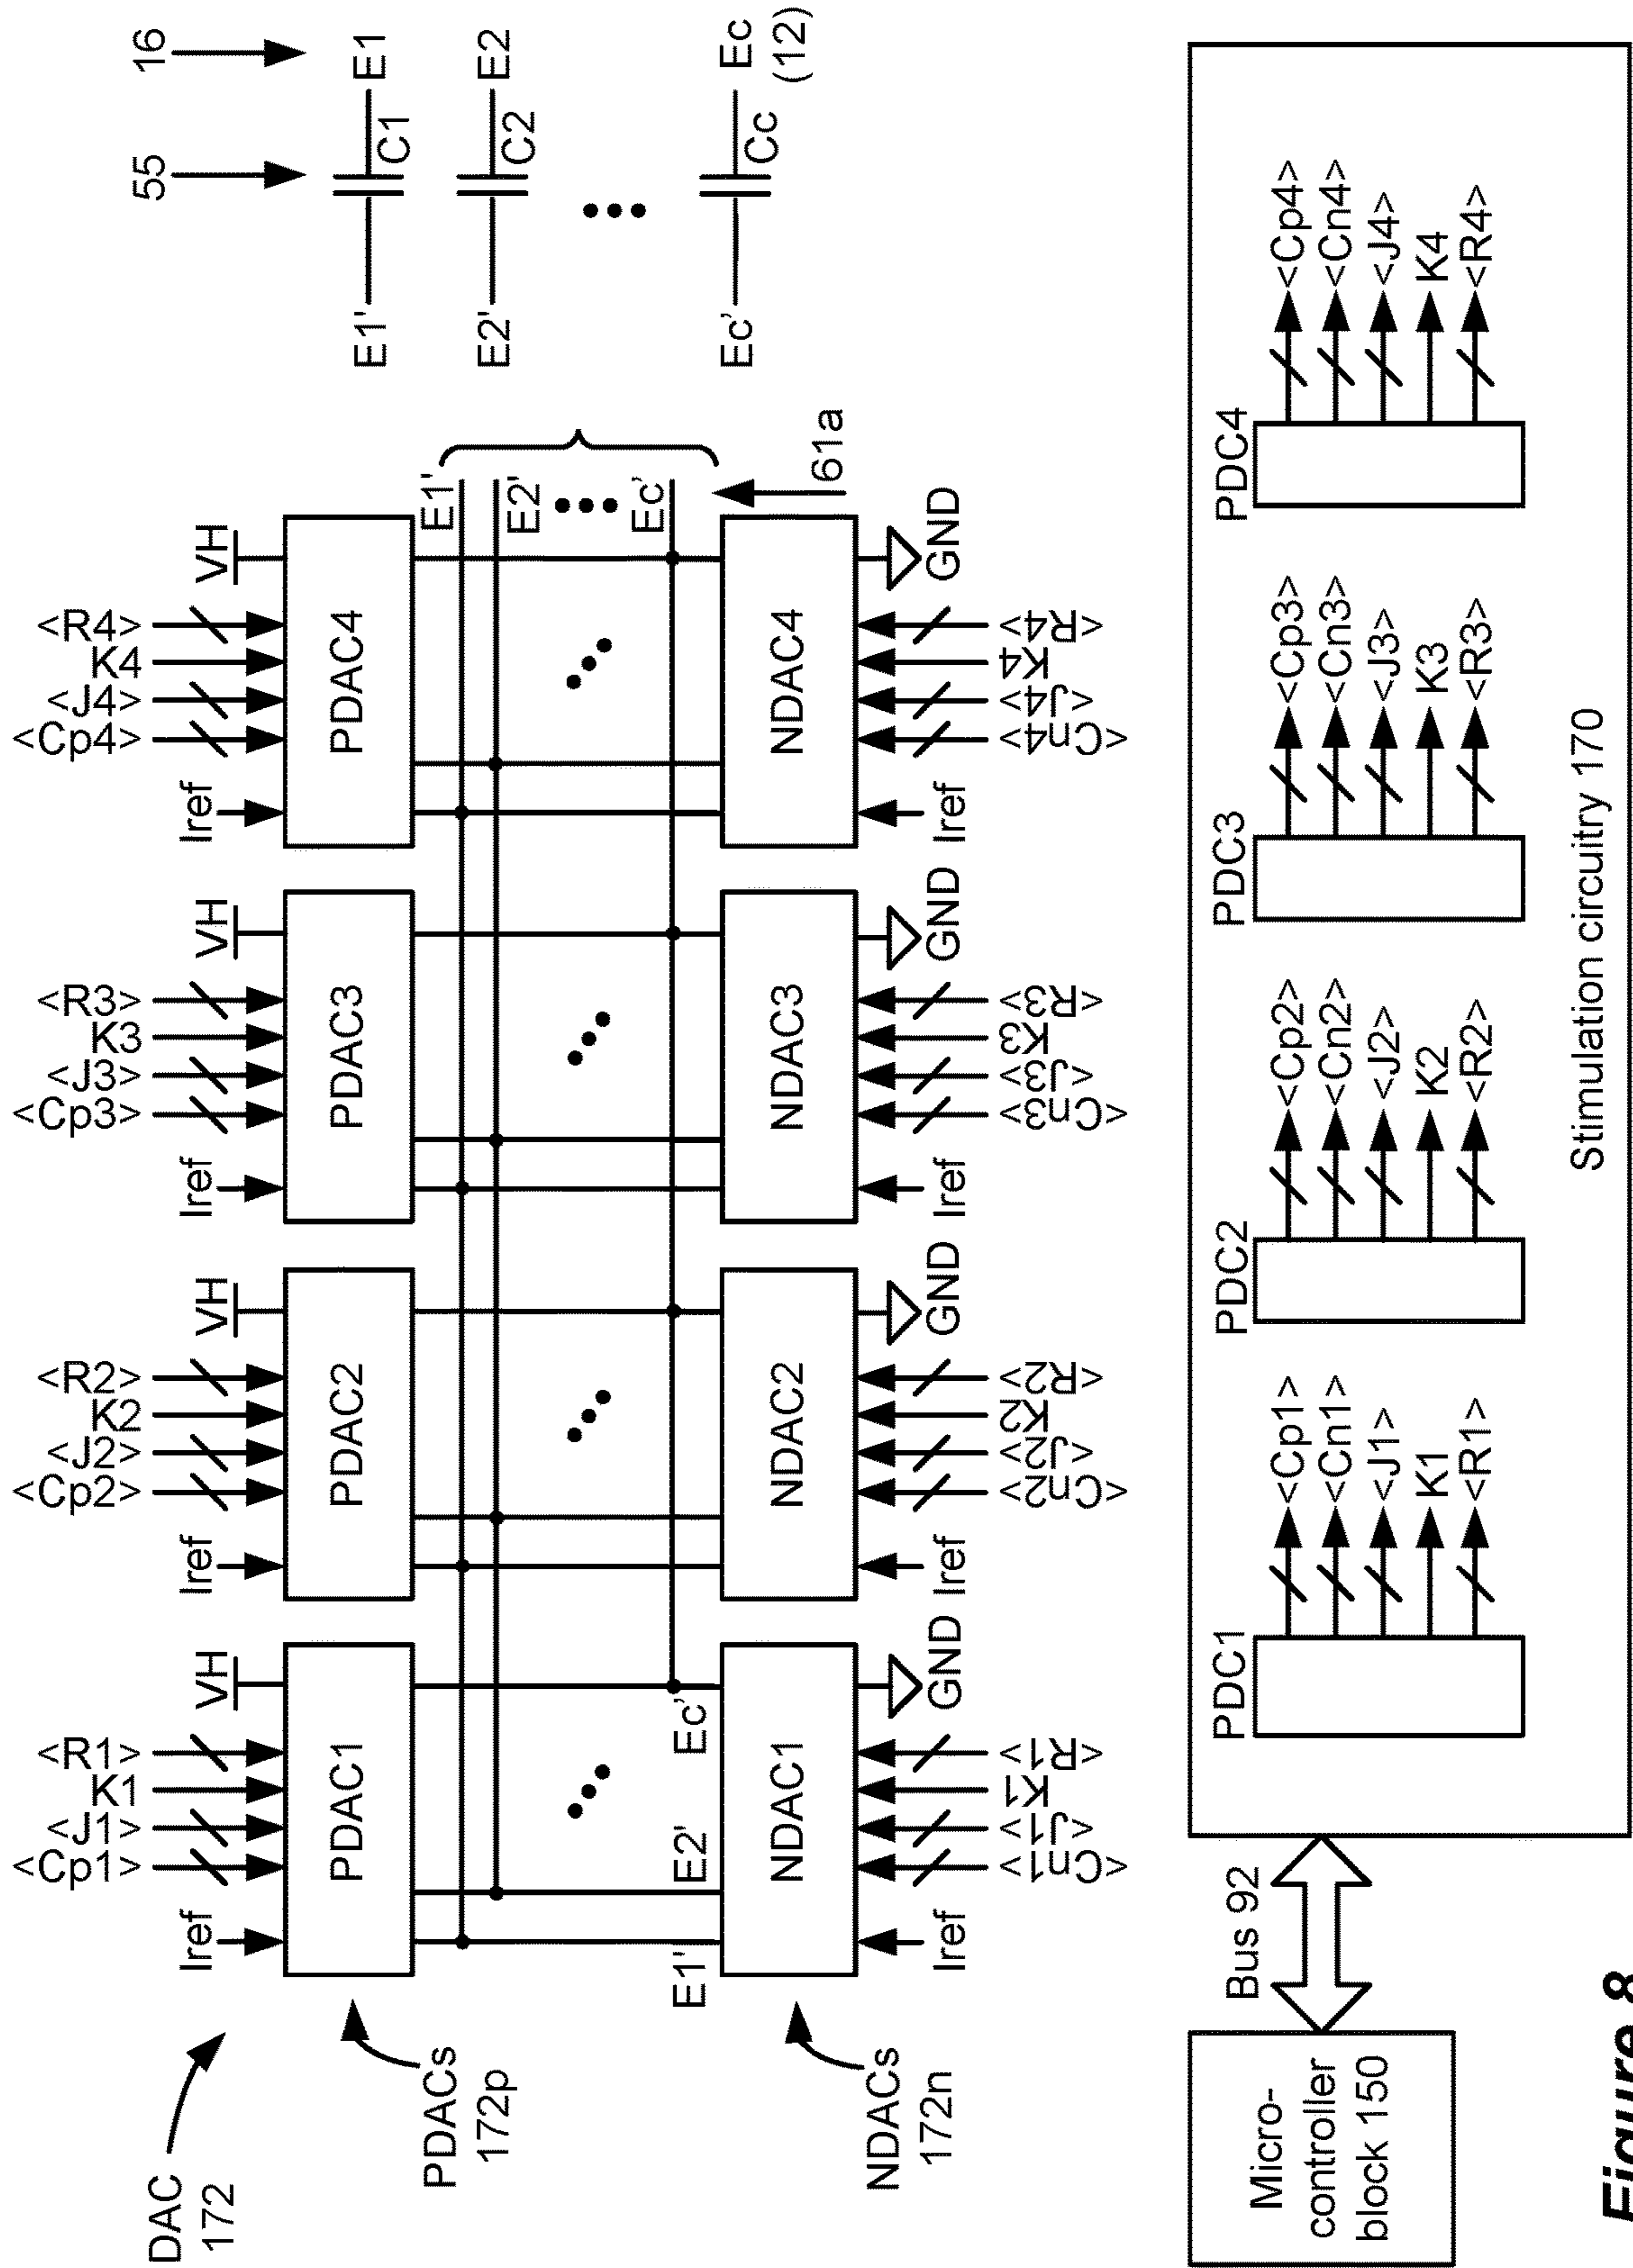 DAC
172
<Cp1>
<J1>
K1
<R1>
<Cp2>
<J2>
K2
<R2>
<Cp3>
<J3>
K3
<R3>
<Cp4>
<J4>
K4
<R4>
Iref
VH
Iref
VH
Iref
VH
Iref
VH
PDACs
172p
PDAC1
PDAC2
PDAC3
PDAC4
E1'
E2'
Ec'
E1'
E2'
Ec'
61a
NDACs
172n
NDAC1
NDAC2
NDAC3
NDAC4
Iref
GND
Iref
GND
Iref
GND
Iref
GND
<Cn1>
<J1>
K1
<R1>
<Cn2>
<J2>
K2
<R2>
<Cn3>
<J3>
K3
<R3>
<Cn4>
<J4>
K4
<R4>
55
16
E1'
C1
E1
E2'
C2
E2
Ec'
Cc
Ec
(12)
Micro-
controller
block 150
Bus 92
PDC1
<Cp1>
<Cn1>
<J1>
K1
<R1>
PDC2
<Cp2>
<Cn2>
<J2>
K2
<R2>
PDC3
<Cp3>
<Cn3>
<J3>
K3
<R3>
PDC4
<Cp4>
<Cn4>
<J4>
K4
<R4>
Stimulation circuitry 170
Figure 8